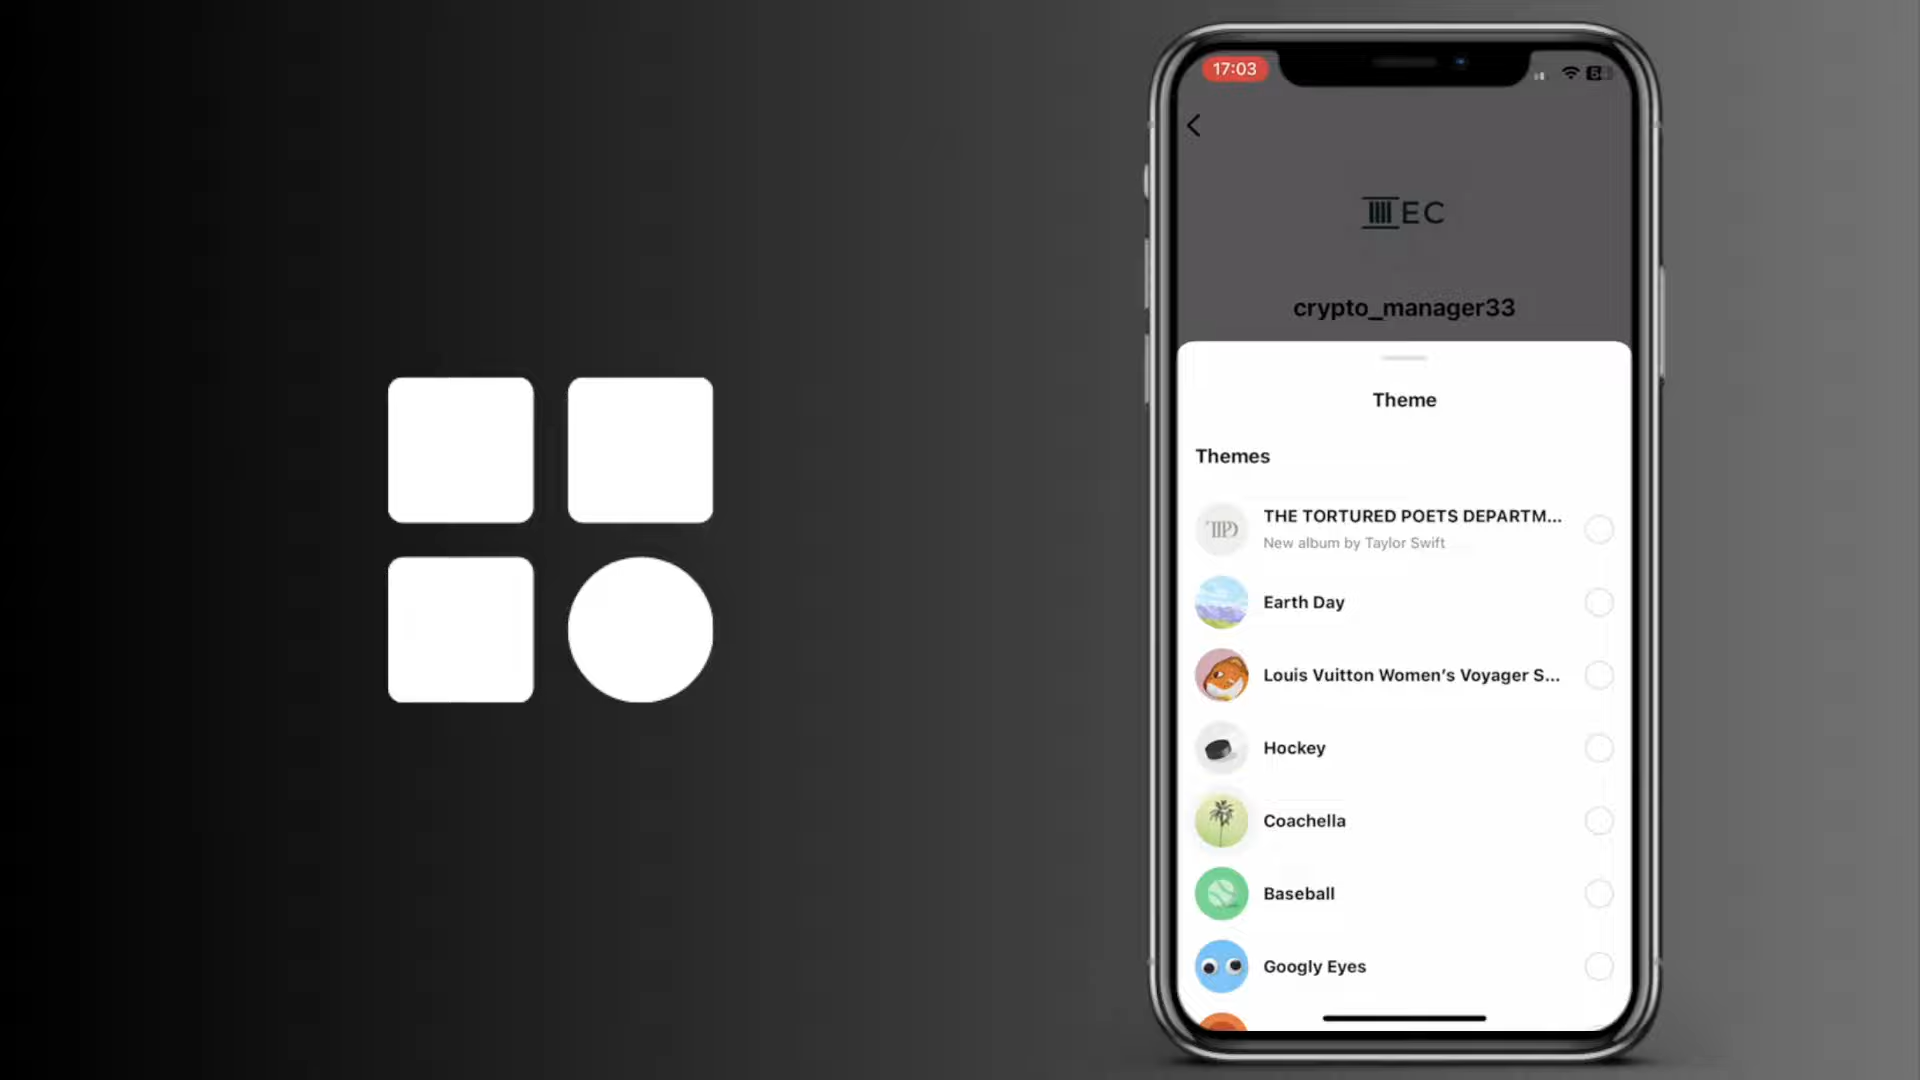 17:03
EC
crypto_manager33
Theme
Themes
THE TORTURED POETS DEPARTM...
New album by Taylor Swift
Earth Day
Louis Vuitton Women’s Voyager S...
Hockey
Coachella
Baseball
Googly Eyes